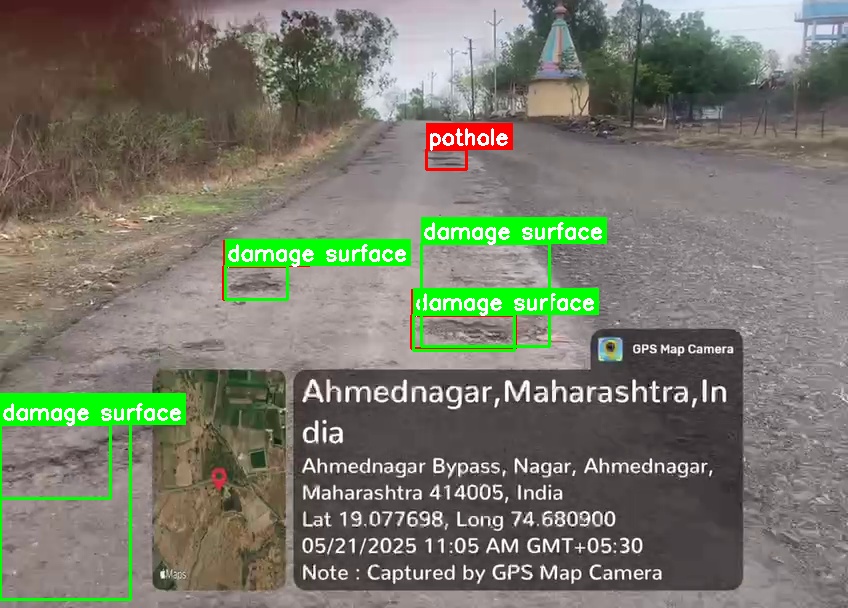 pothole
damage surface
damage surface
damage surface
damage surface
GPS Map Camera
Ahmednagar,Maharashtra,In
dia
Ahmednagar Bypass, Nagar, Ahmednagar,
Maharashtra 414005, India
Lat 19.077698, Long 74.680900
05/21/2025 11:05 AM GMT+05:30
Note : Captured by GPS Map Camera
Maps